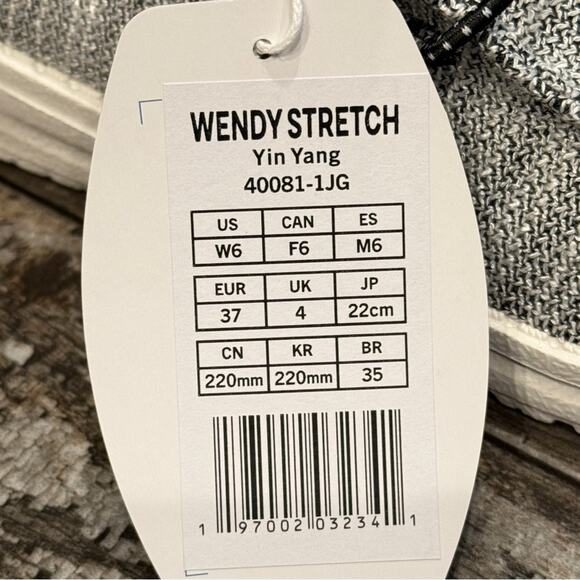 WENDY STRETCH
Yin Yang
40081-1JG
US CAN ES
W6 F6 M6
EUR UK JP
37 4 22cm
CN KR BR
220mm 220mm 35
1 97002 03234 1